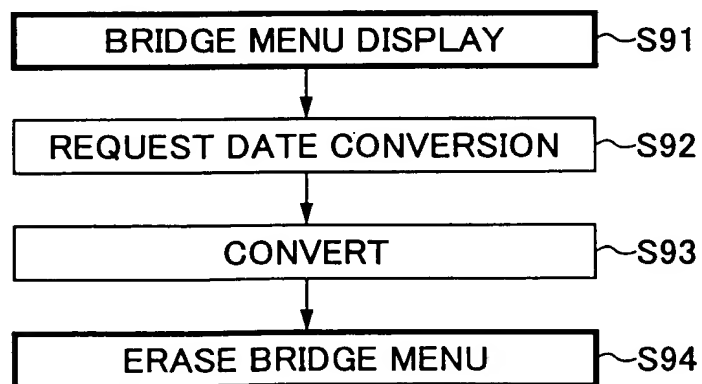 BRIDGE MENU DISPLAY S91
REQUEST DATE CONVERSION S92
CONVERT S93
ERASE BRIDGE MENU S94